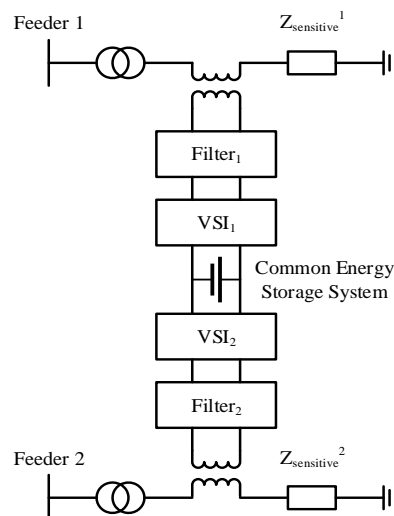 Feeder 1
Z_sensitive^1
Filter₁
VSI₁
Common Energy
Storage System
VSI₂
Filter₂
Feeder 2
Z_sensitive^2